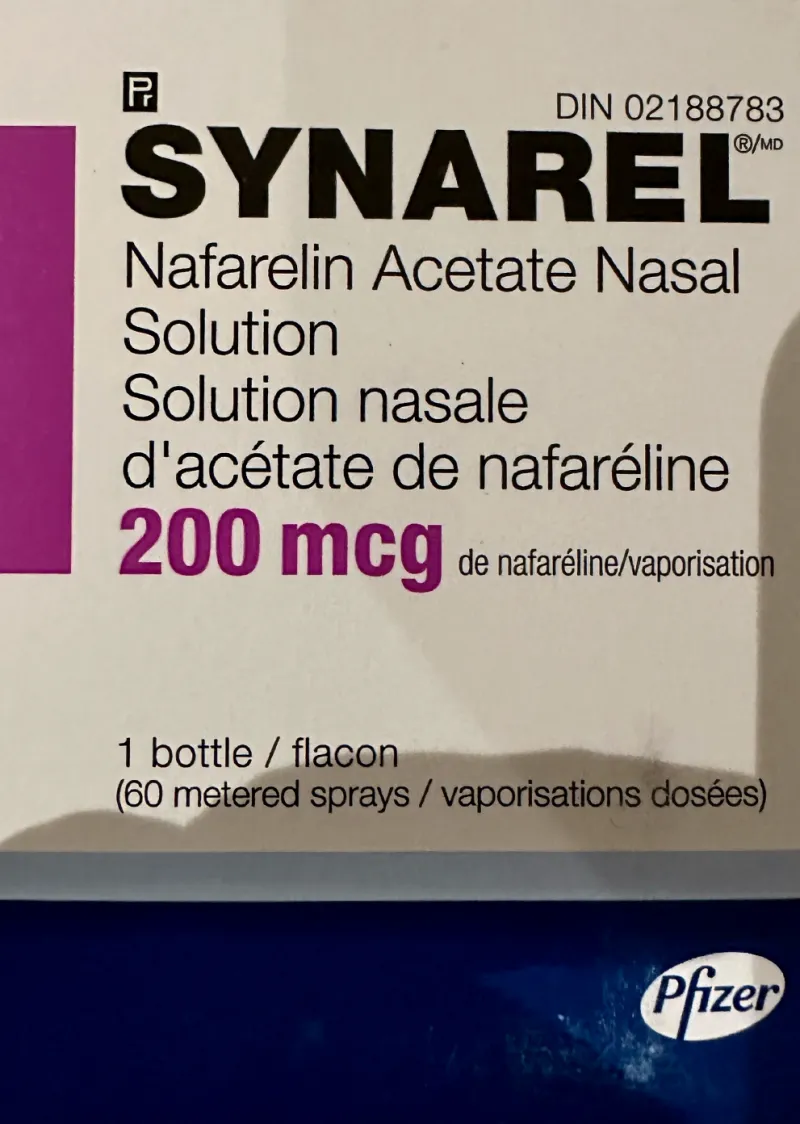 Pr
DIN 02188783
SYNAREL®/MD
Nafarelin Acetate Nasal
Solution
Solution nasale
d'acétate de nafaréline
200 mcg de nafaréline/vaporisation
1 bottle / flacon
(60 metered sprays / vaporisations dosées)
Pfizer